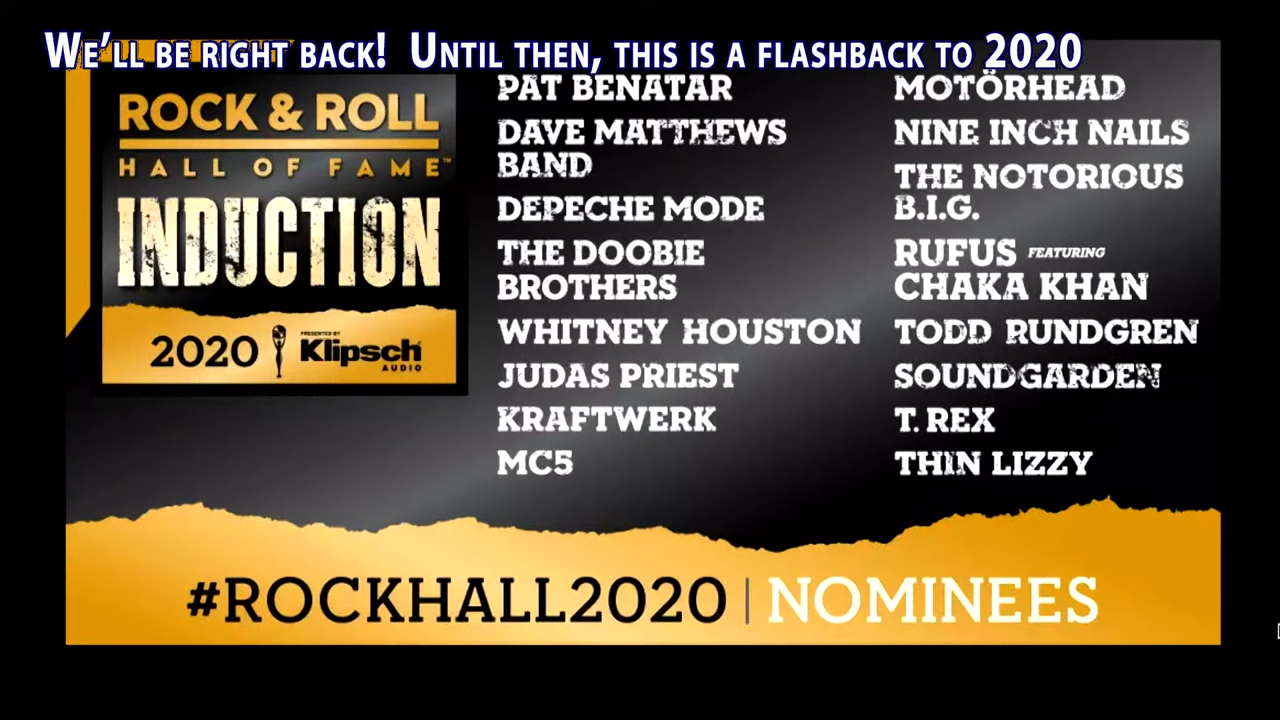 WE'LL BE RIGHT BACK! UNTIL THEN, THIS IS A FLASHBACK TO 2020
ROCK & ROLL
HALL OF FAME™
INDUCTION
2020
PRESENTED BY
Klipsch
AUDIO
PAT BENATAR
DAVE MATTHEWS
BAND
DEPECHE MODE
THE DOOBIE
BROTHERS
WHITNEY HOUSTON
JUDAS PRIEST
KRAFTWERK
MC5
MOTÖRHEAD
NINE INCH NAILS
THE NOTORIOUS
B.I.G.
RUFUS FEATURING
CHAKA KHAN
TODD RUNDGREN
SOUNDGARDEN
T. REX
THIN LIZZY
#ROCKHALL2020 | NOMINEES